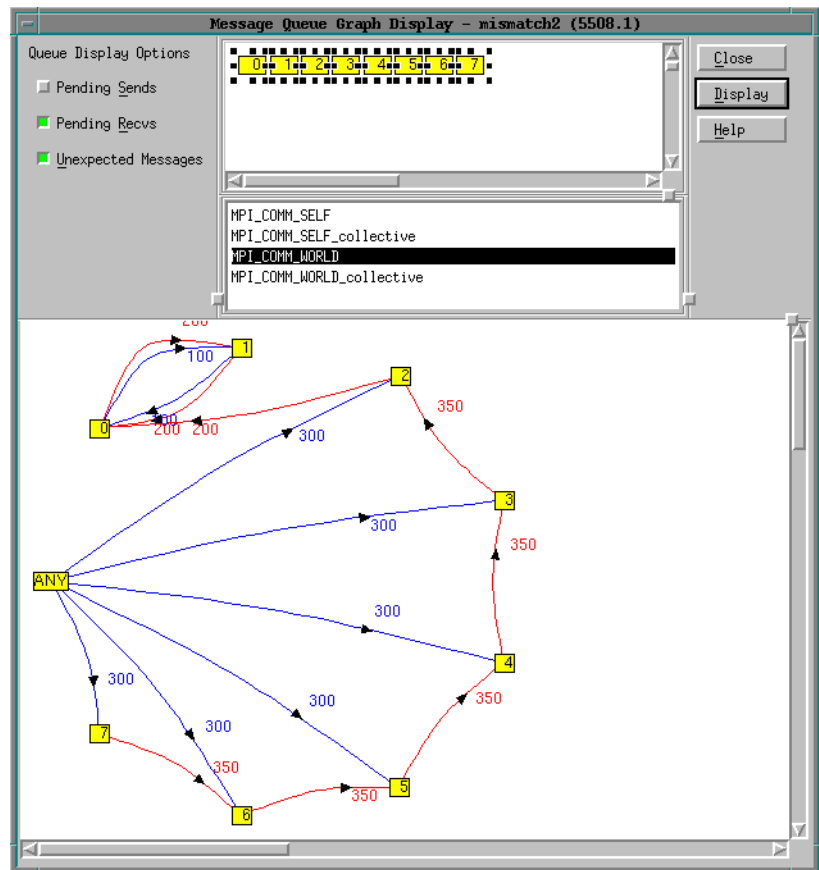 Message Queue Graph Display - mismatch2 (5508.1)
Queue Display Options
Pending Sends
Pending Recvs
Unexpected Messages
0 1 2 3 4 5 6 7
Close
Display
Help
MPI_COMM_SELF
MPI_COMM_SELF_collective
MPI_COMM_WORLD
MPI_COMM_WORLD_collective
200
1
100
2
350
0
200 200
300
3
300
350
ANY
300
4
300
350
300
7
300
350
5
350
6